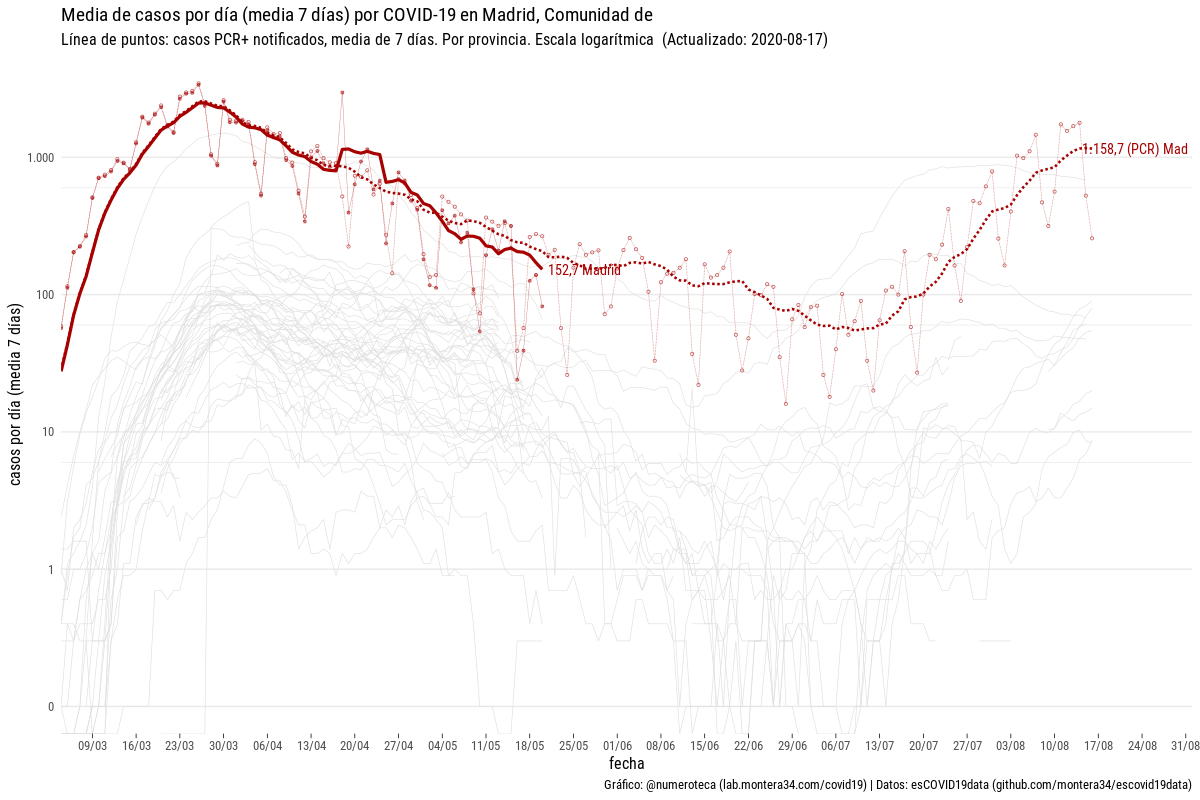 Media de casos por día (media 7 días) por COVID-19 en Madrid, Comunidad de
Línea de puntos: casos PCR+ notificados, media de 7 días. Por provincia. Escala logarítmica (Actualizado: 2020-08-17)
casos por día (media 7 días)
1.000
100
10
1
0
1.158,7 (PCR) Mad
152,7 Madrid
09/03 16/03 23/03 30/03 06/04 13/04 20/04 27/04 04/05 11/05 18/05 25/05 01/06 08/06 15/06 22/06 29/06 06/07 13/07 20/07 27/07 03/08 10/08 17/08 24/08 31/08
fecha
Gráfico: @numeroteca (lab.montera34.com/covid19) | Datos: esCOVID19data (github.com/montera34/escovid19data)